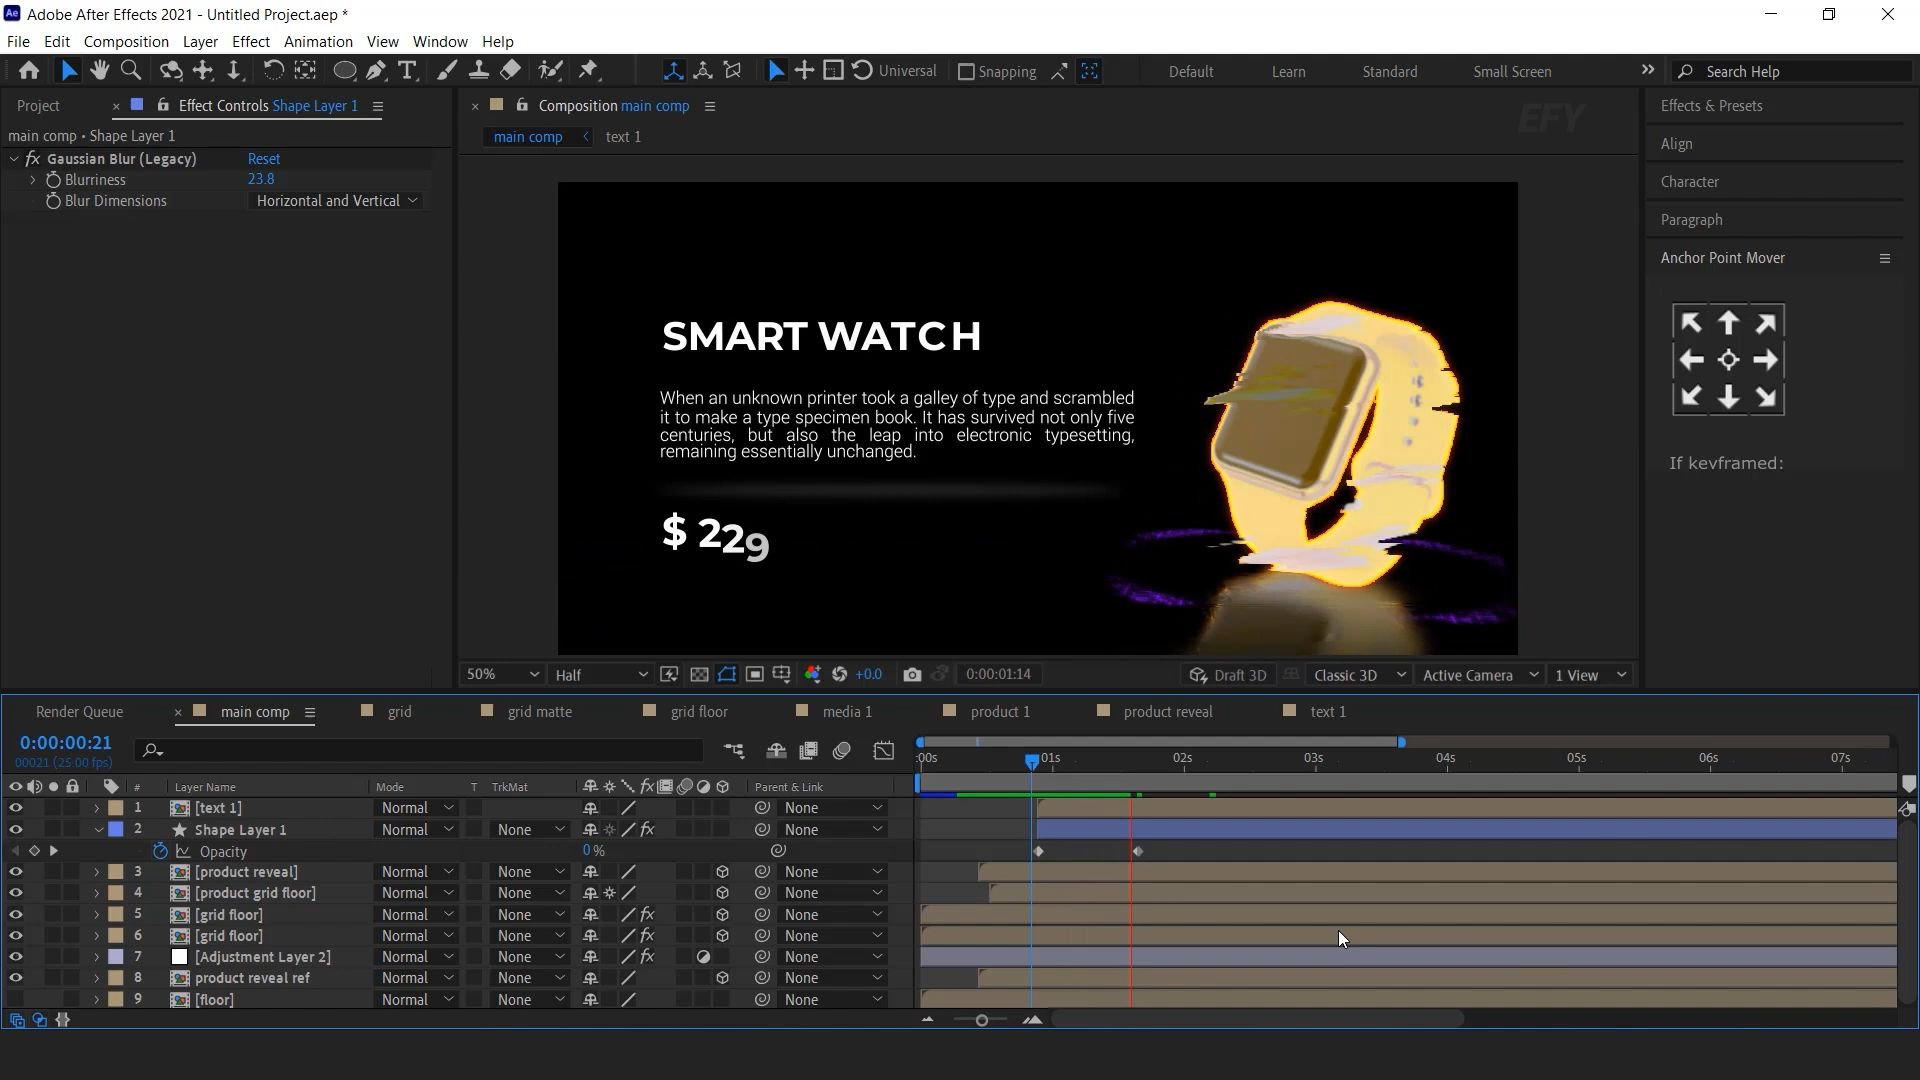 Ae Adobe After Effects 2021 - Untitled Project.aep *
File Edit Composition Layer Effect Animation View Window Help
Universal Snapping Default Learn Standard Small Screen Search Help
Project Effect Controls Shape Layer 1
main comp • Shape Layer 1
fx Gaussian Blur (Legacy) Reset
Blurriness 23.8
Blur Dimensions Horizontal and Vertical
Composition main comp
main comp text 1
EFY
SMART WATCH
When an unknown printer took a galley of type and scrambled
it to make a type specimen book. It has survived not only five
centuries, but also the leap into electronic typesetting,
remaining essentially unchanged.
$ 229
50% Half +0.0 0:00:01:14 Draft 3D Classic 3D Active Camera 1 View
Effects & Presets
Align
Character
Paragraph
Anchor Point Mover
If keyframed:
Render Queue main comp grid grid matte grid floor media 1 product 1 product reveal text 1
0:00:00:21
00021 (25.00 fps)
:00s 01s 02s 03s 04s 05s 06s 07s
# Layer Name Mode T TrkMat fx Parent & Link
1 [text 1] Normal None
2 Shape Layer 1 Normal None fx None
Opacity 0%
3 [product reveal] Normal None None
4 [product grid floor] Normal None None
5 [grid floor] Normal None fx None
6 [grid floor] Normal None fx None
7 [Adjustment Layer 2] Normal None fx None
8 product reveal ref Normal None None
9 [floor] Normal None None